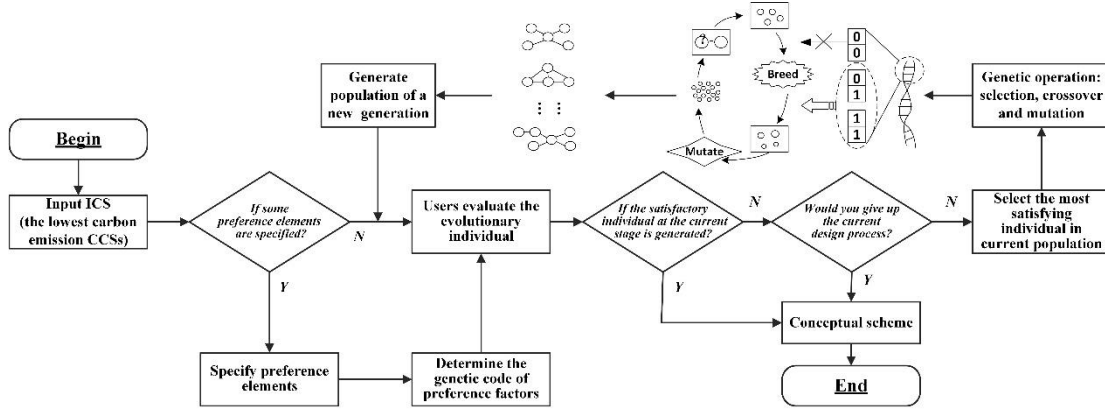 Begin
Input ICS
(the lowest carbon
emission CCSs)
If some
preference elements
are specified?
N
Y
Specify preference
elements
Determine the
genetic code of
preference factors
Generate
population of a
new generation
Users evaluate the
evolutionary
individual
If the satisfactory
individual at the current
stage is generated?
N
Y
Would you give up
the current
design process?
N
Y
Conceptual scheme
End
Select the most
satisfying
individual in
current population
Genetic operation:
selection, crossover
and mutation
Breed
Mutate
0
0
0
1
1
1